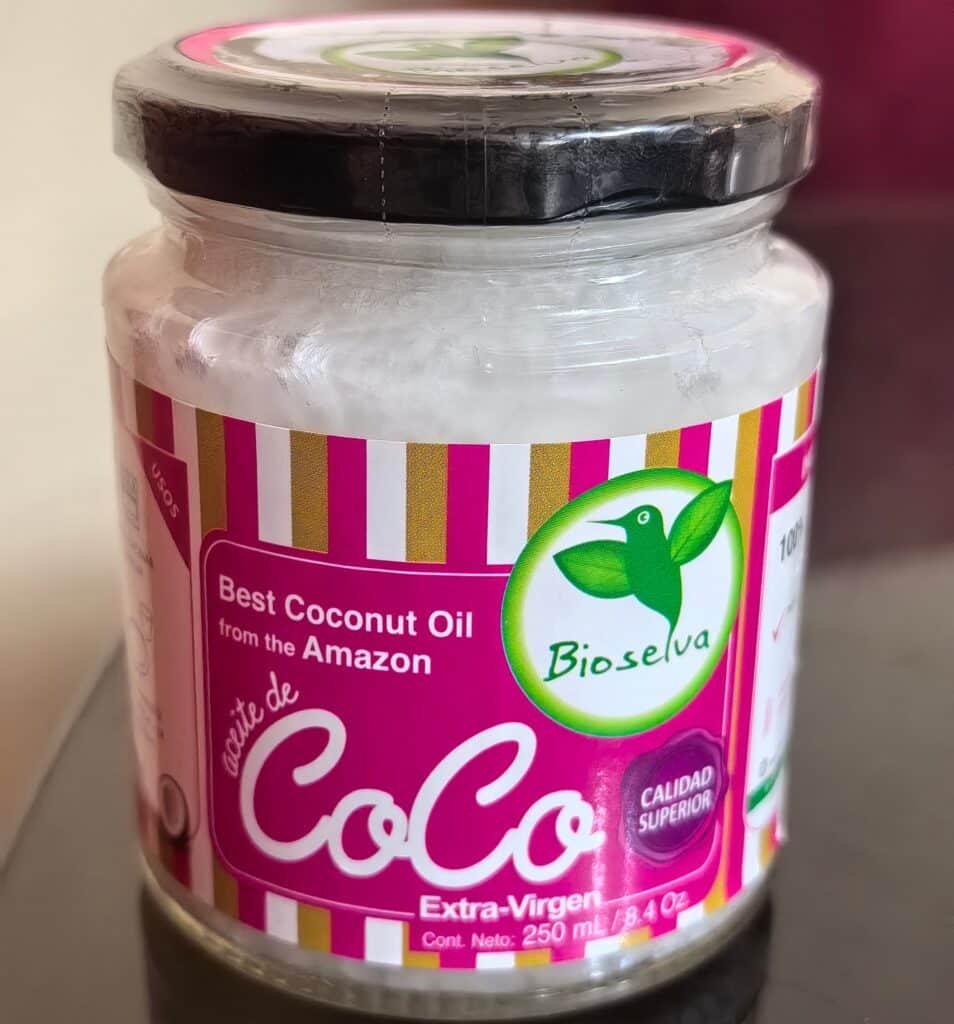 USOS
Best Coconut Oil
from the Amazon
aceite de
CoCo
Extra-Virgen
Cont. Neto: 250 mL / 8.4 Oz.
Bioselva
CALIDAD
SUPERIOR
100%